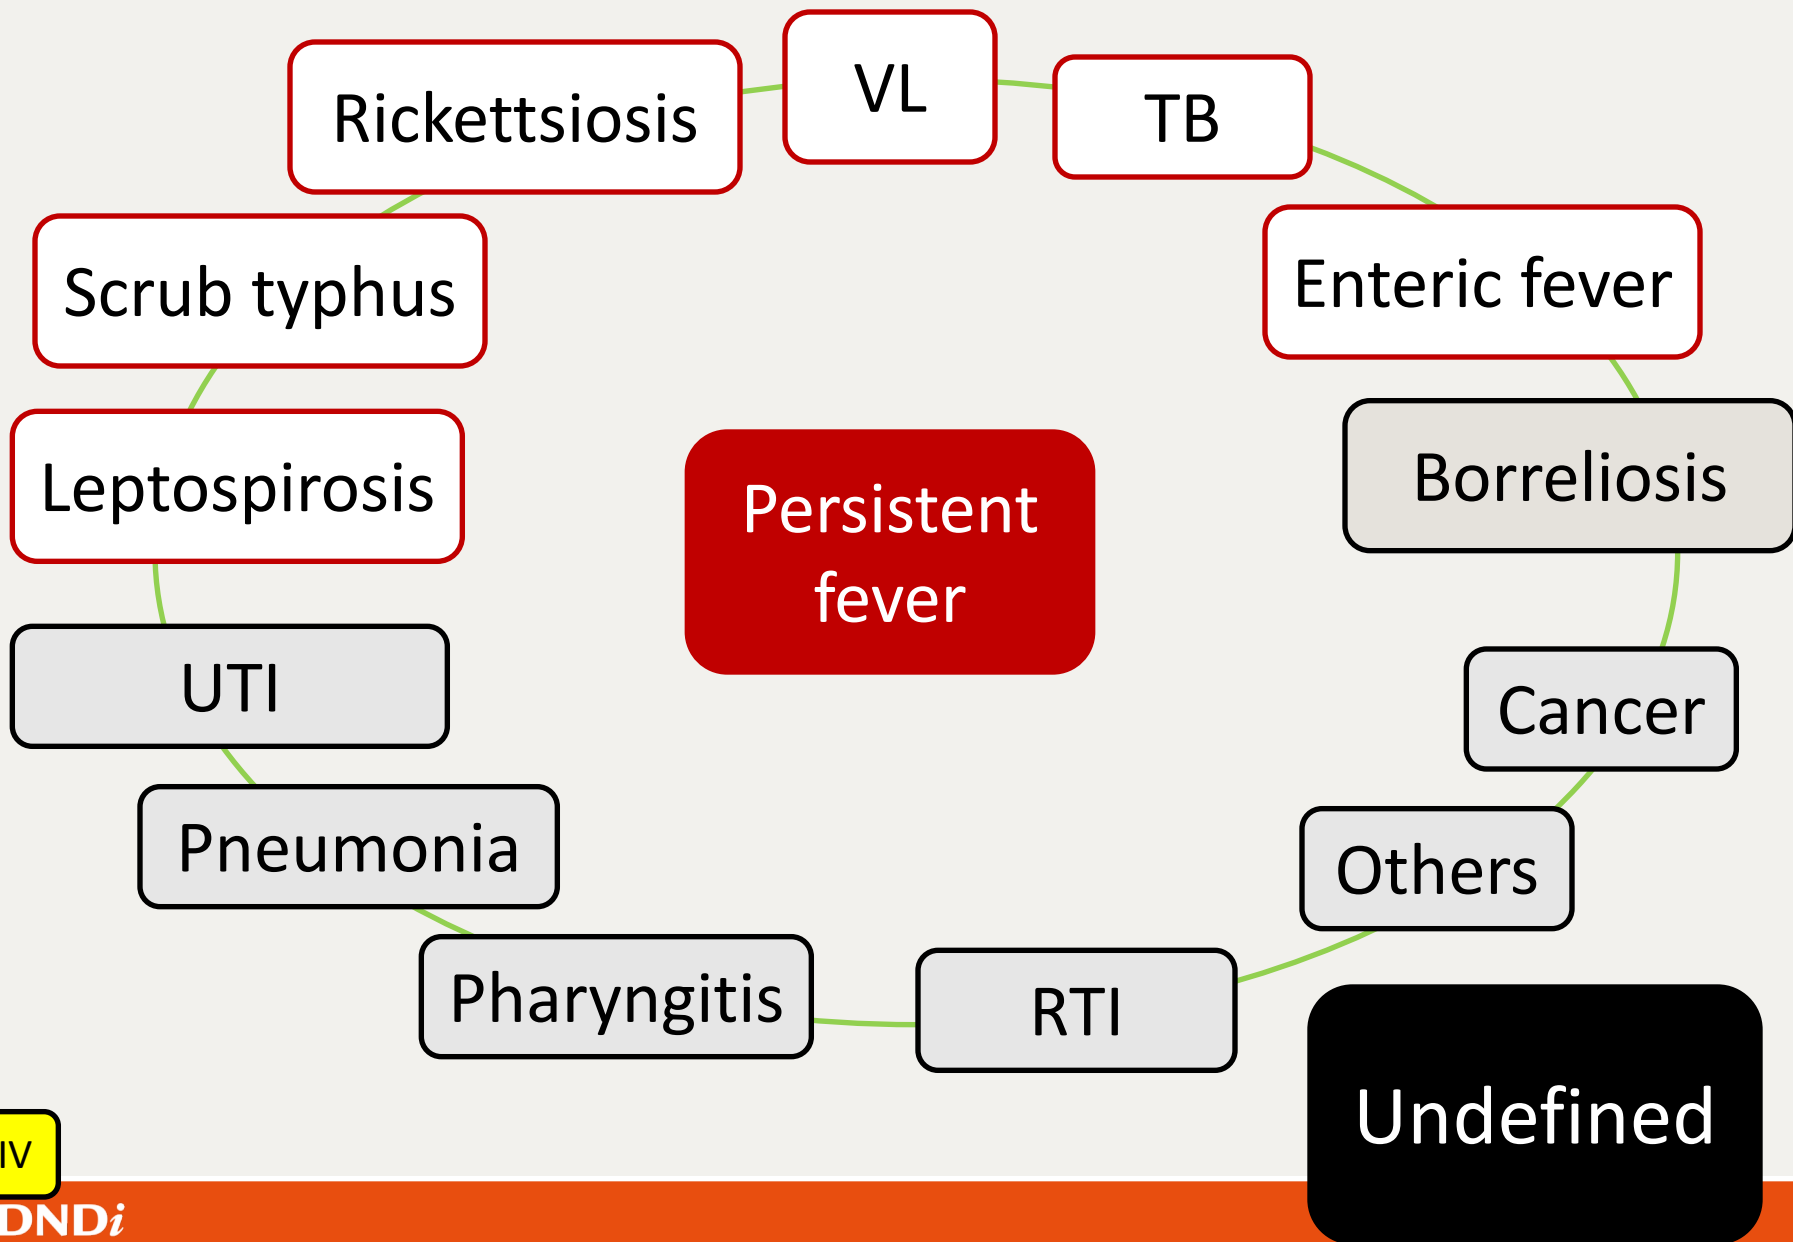 VL
Rickettsiosis
TB
Scrub typhus
Enteric fever
Leptospirosis
Borreliosis
Persistent
fever
UTI
Cancer
Pneumonia
Others
Pharyngitis
RTI
Undefined
IV
DNDi